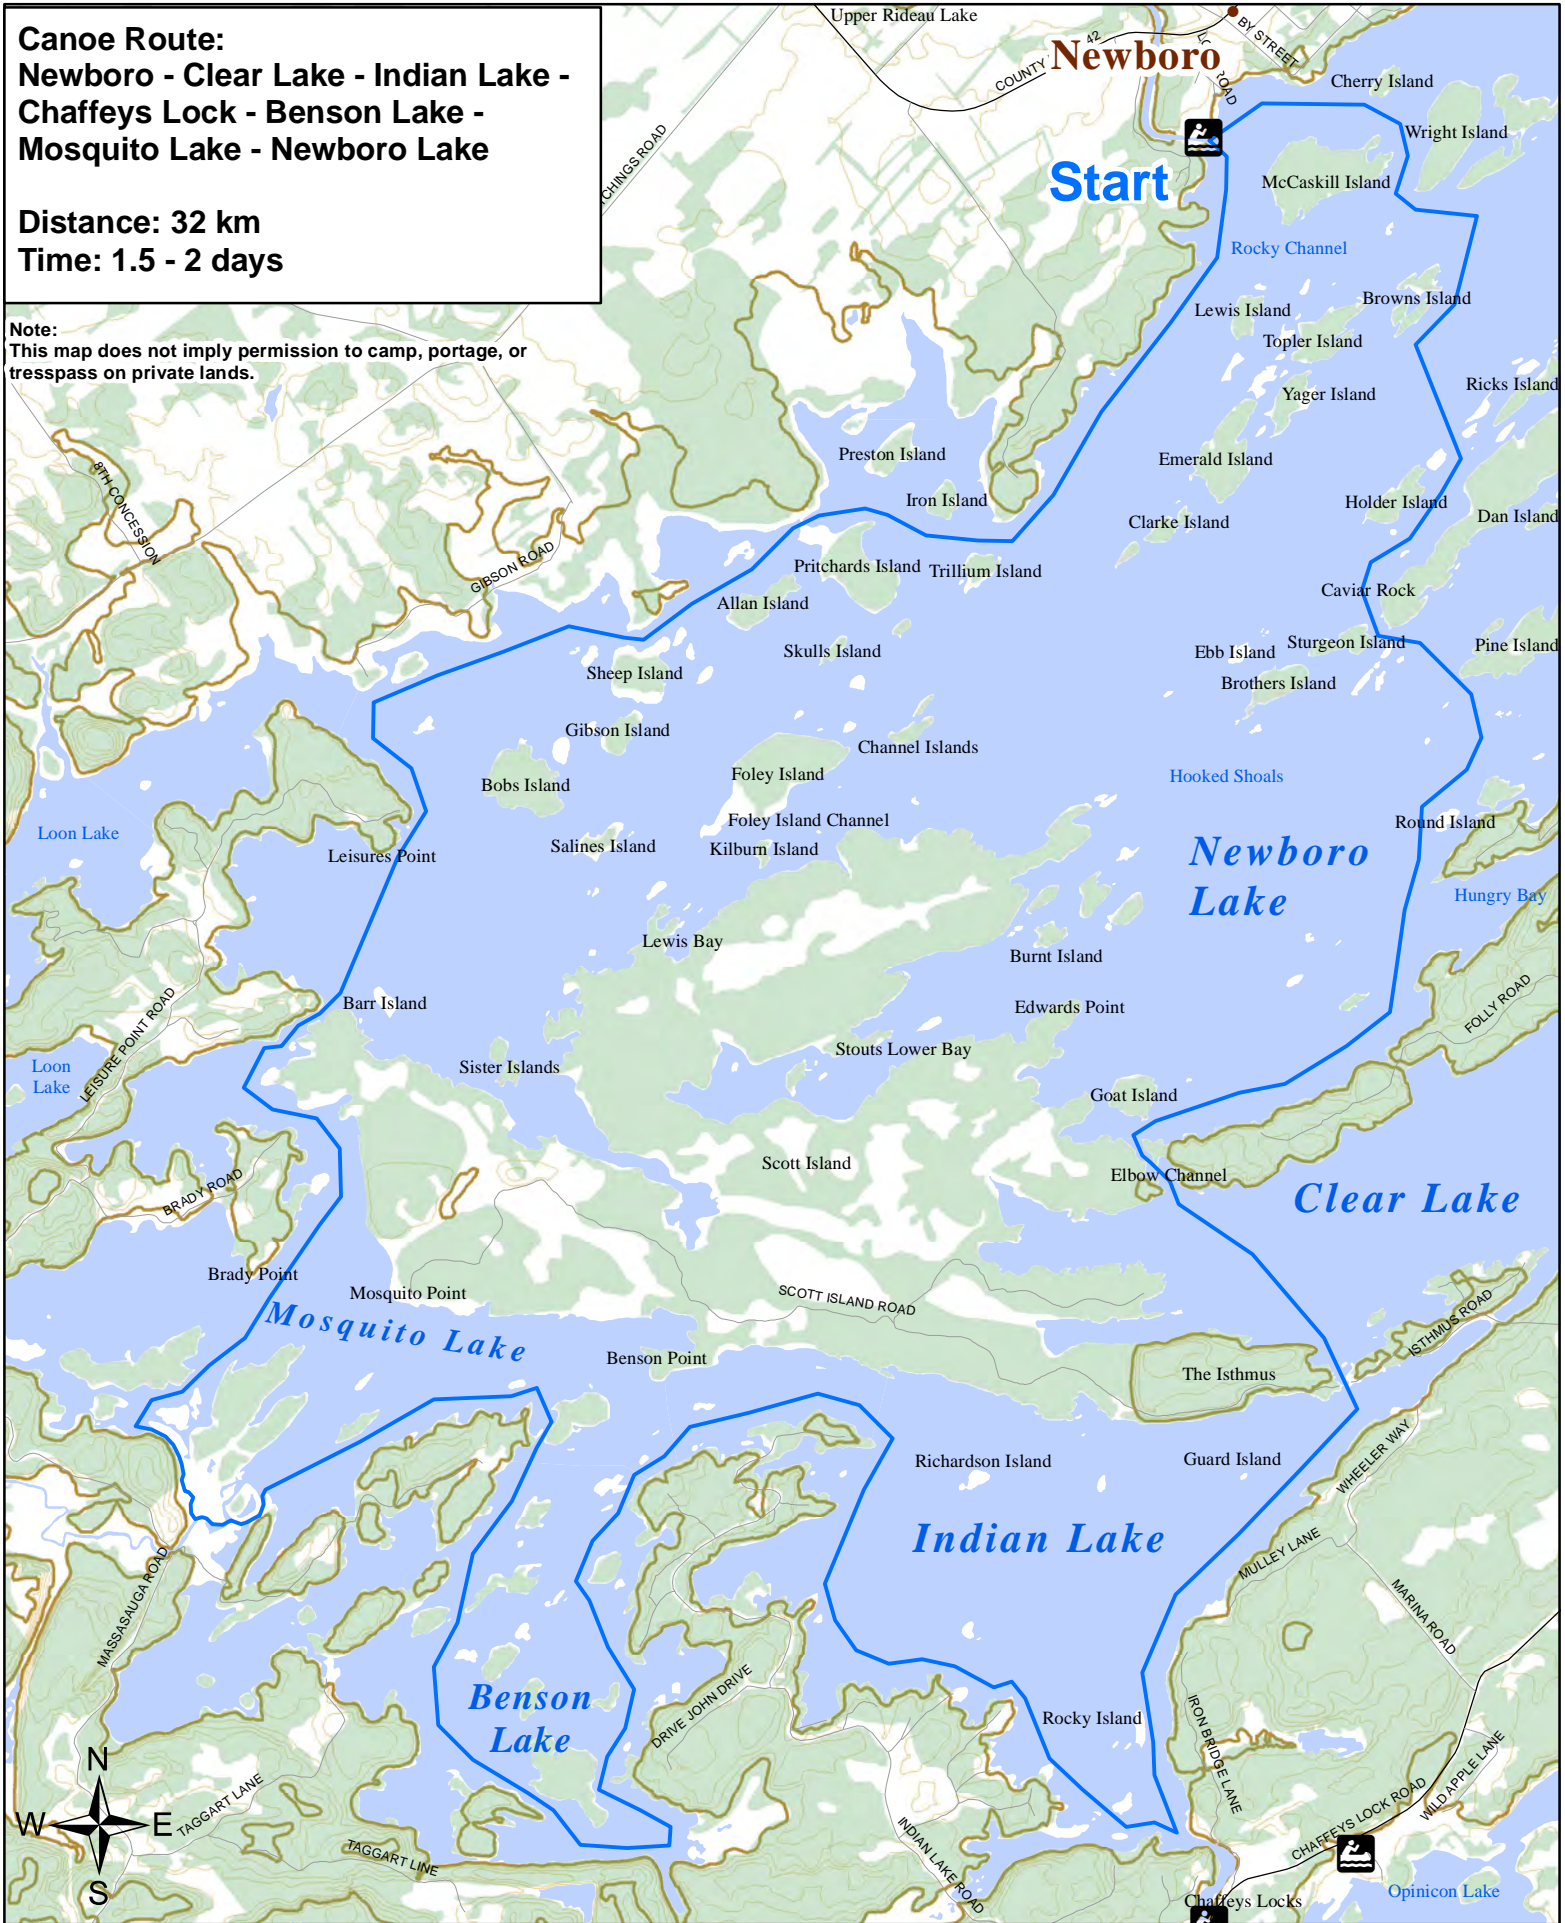 Canoe Route:
Newboro - Clear Lake - Indian Lake -
Chaffeys Lock - Benson Lake -
Mosquito Lake - Newboro Lake
Distance: 32 km
Time: 1.5 - 2 days
Note:
This map does not imply permission to camp, portage, or
tresspass on private lands.
Upper Rideau Lake
COUNTY
42
Newboro
BY STREET
ROAD
Cherry Island
Wright Island
McCaskill Island
Start
CHINGS ROAD
Rocky Channel
Lewis Island
Browns Island
Topler Island
Ricks Island
Yager Island
Preston Island
Emerald Island
Iron Island
Holder Island
Clarke Island
Dan Island
8TH CONCESSION
GIBSON ROAD
Pritchards Island
Trillium Island
Allan Island
Caviar Rock
Skulls Island
Ebb Island
Sturgeon Island
Pine Island
Sheep Island
Brothers Island
Gibson Island
Channel Islands
Foley Island
Hooked Shoals
Bobs Island
Foley Island Channel
Round Island
Loon Lake
Leisures Point
Salines Island
Kilburn Island
Newboro
Lake
Hungry Bay
Lewis Bay
Burnt Island
Barr Island
Edwards Point
FOLLY ROAD
LEISURE POINT ROAD
Stouts Lower Bay
Loon
Lake
Sister Islands
Goat Island
Scott Island
Elbow Channel
BRADY ROAD
Clear Lake
Brady Point
Mosquito Point
SCOTT ISLAND ROAD
Mosquito Lake
ISTHMUS ROAD
Benson Point
The Isthmus
Richardson Island
Guard Island
WHEELER WAY
Indian Lake
MULLEY LANE
MASSASAUGA ROAD
MARINA ROAD
Benson
Lake
DRIVE JOHN DRIVE
Rocky Island
IRON BRIDGE LANE
N
W
E
S
TAGGART LANE
TAGGART LINE
INDIAN LAKE ROAD
CHAFFEYS LOCK ROAD
WILD APPLE LANE
Chaffeys Locks
Opinicon Lake